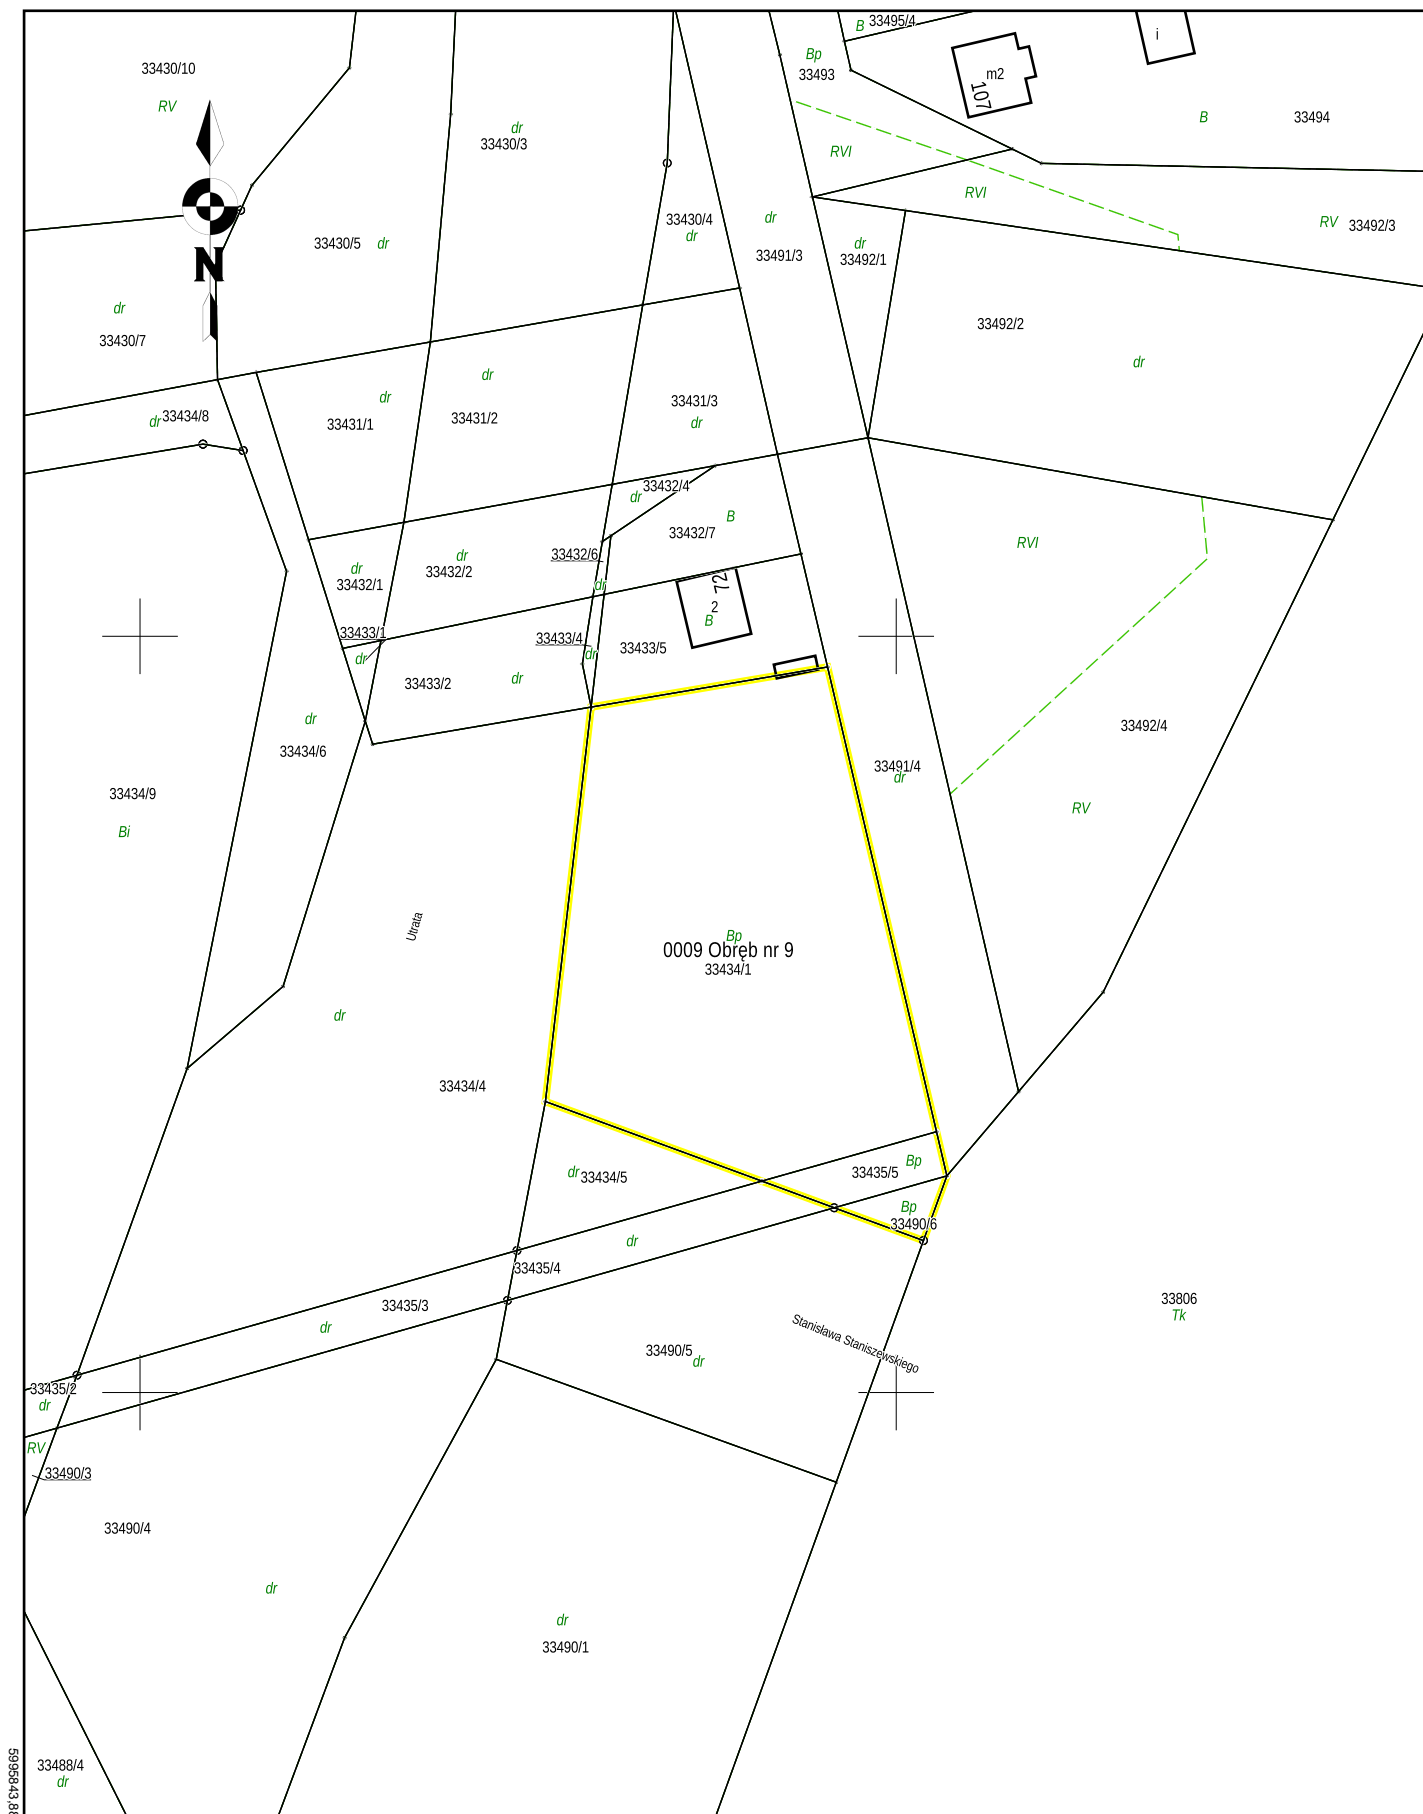 33495/4
B
i
Bp
33493
m2
107
33430/10
RV
dr
33430/3
B
33494
RVI
RVI
33430/4
dr
dr
33430/5
dr
33491/3
dr
33492/1
RV
33492/3
N
dr
33430/7
33492/2
dr
dr
dr
33434/8
dr
33431/1
33431/2
33431/3
dr
33432/4
dr
B
33432/7
RVI
33432/6
dr
33432/1
dr
33432/2
dr
72
2
B
33433/1
dr
33433/4
dr
33433/5
33433/2
dr
dr
33434/6
33492/4
33491/4
dr
33434/9
Bi
RV
Utrata
Bp
0009 Obręb nr 9
33434/1
dr
33434/4
dr
33434/5
Bp
33435/5
Bp
33490/6
dr
33435/4
33435/3
dr
33806
Tk
Stanisława Staniszewskiego
33490/5
dr
33435/2
dr
RV
33490/3
33490/4
dr
dr
33490/1
33488/4
dr